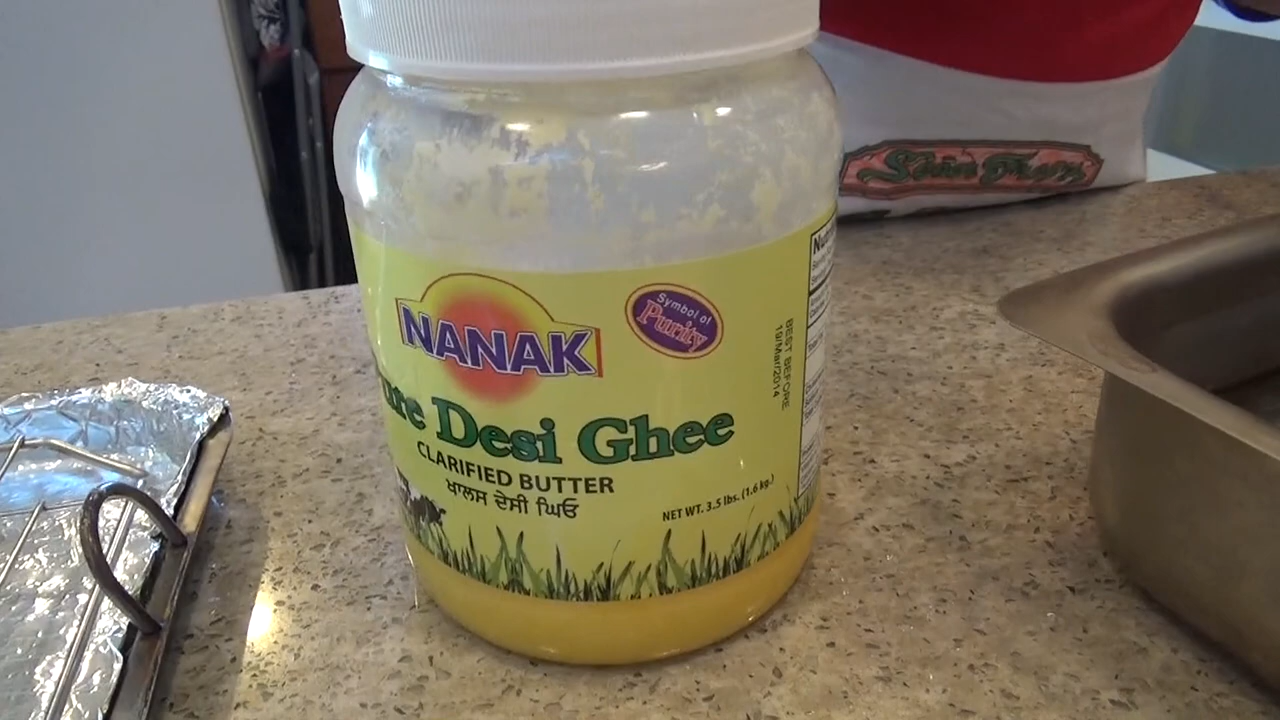 NANAK
Symbol of
Purity
Desi Ghee
CLARIFIED BUTTER
ਖਾਲਸ ਦੇਸੀ ਘਿਓ
NET WT. 3.5 lbs. (1.6 kg.)
BEST BEFORE
19/Mar/2014